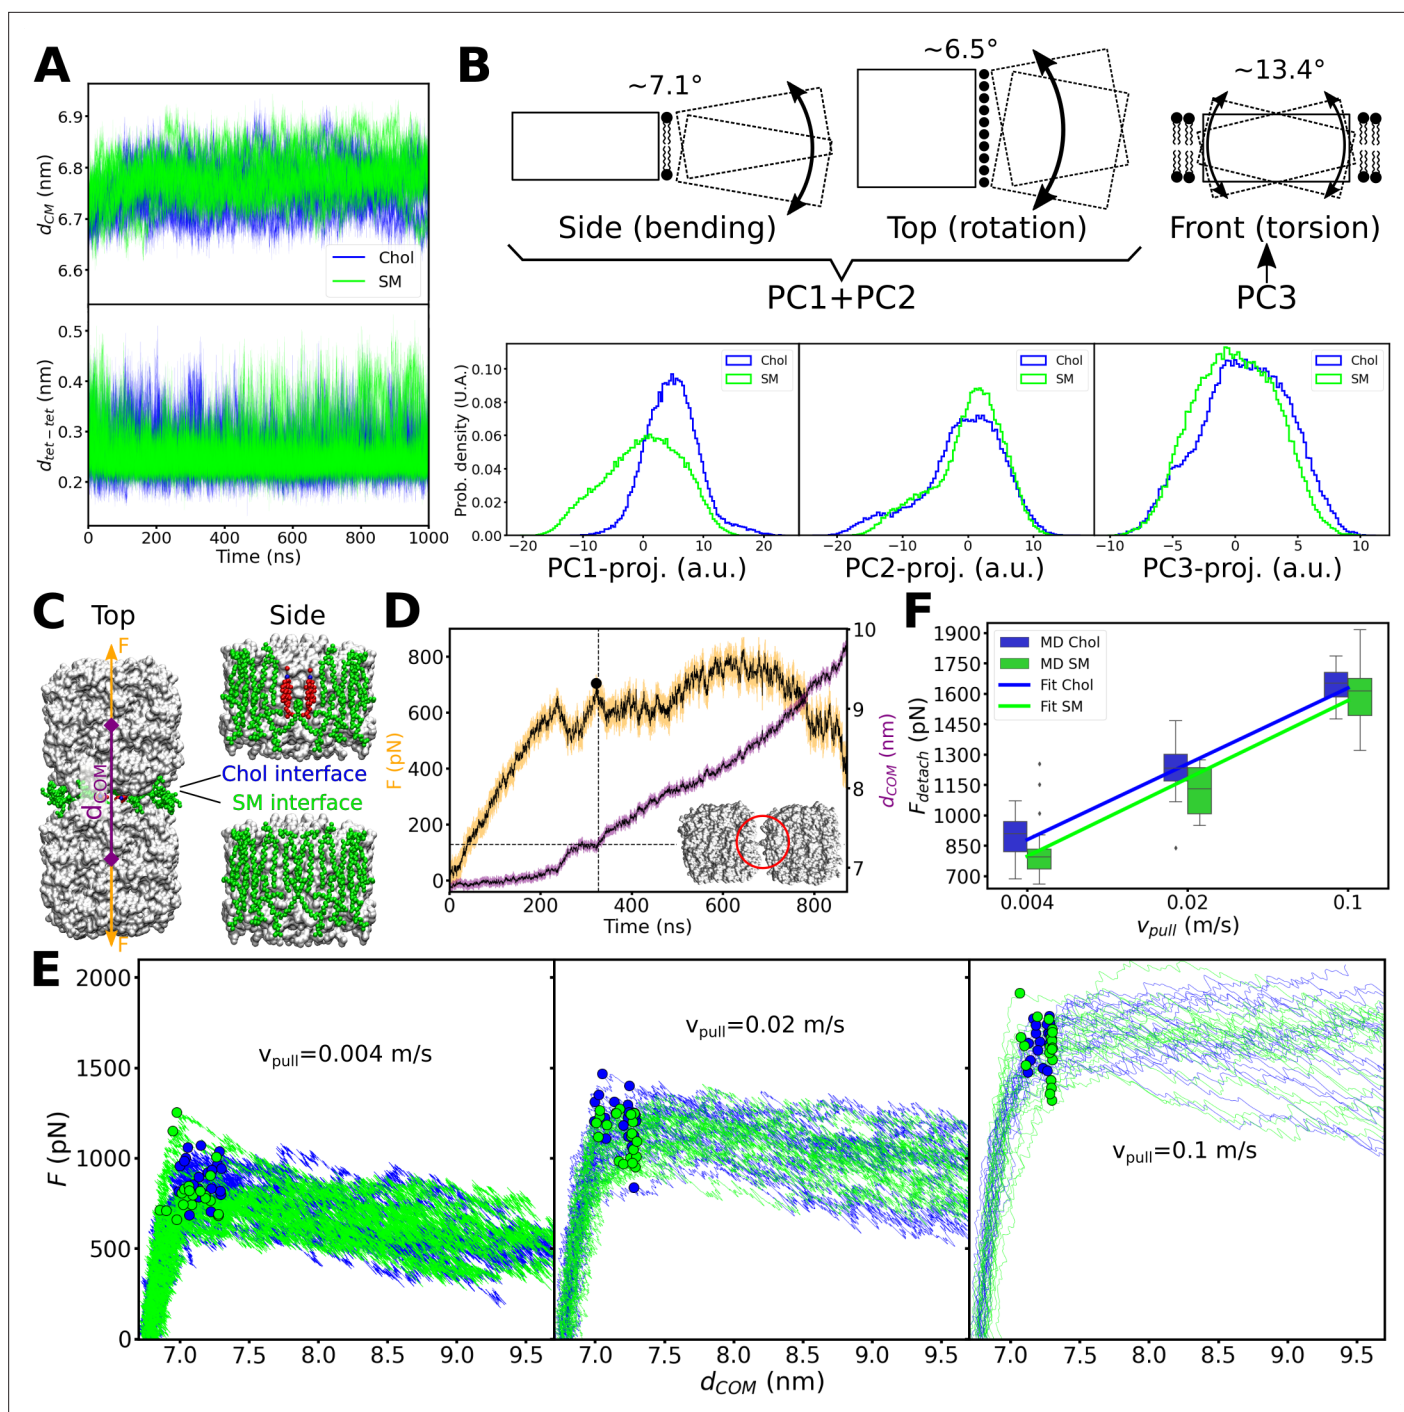 A
6.9
6.8
6.7
6.6
d_CM (nm)
Chol
SM
0.5
0.4
0.3
0.2
d_tet−tet (nm)
0 200 400 600 800 1000
Time (ns)
B
~7.1°
~6.5°
~13.4°
Side (bending)
Top (rotation)
Front (torsion)
PC1+PC2
PC3
Prob. density (U.A.)
0.10
0.08
0.06
0.04
0.02
0.00
Chol
SM
Chol
SM
Chol
SM
−20 −10 0 10 20
−20 −10 0 10
−10 −5 0 5 10
PC1-proj. (a.u.)
PC2-proj. (a.u.)
PC3-proj. (a.u.)
C
Top
Side
F
d_COM
F
Chol interface
SM interface
D
800
600
400
200
0
F (pN)
10
9
8
7
d_COM (nm)
0 200 400 600 800
Time (ns)
F
1900
1750
1600
1450
1300
1150
1000
850
700
F_detach (pN)
MD Chol
MD SM
Fit Chol
Fit SM
0.004 0.02 0.1
v_pull (m/s)
E
2000
1500
1000
500
0
F (pN)
v_pull=0.004 m/s
v_pull=0.02 m/s
v_pull=0.1 m/s
7.0 7.5 8.0 8.5 9.0 9.5
7.0 7.5 8.0 8.5 9.0 9.5
7.0 7.5 8.0 8.5 9.0 9.5
d_COM (nm)